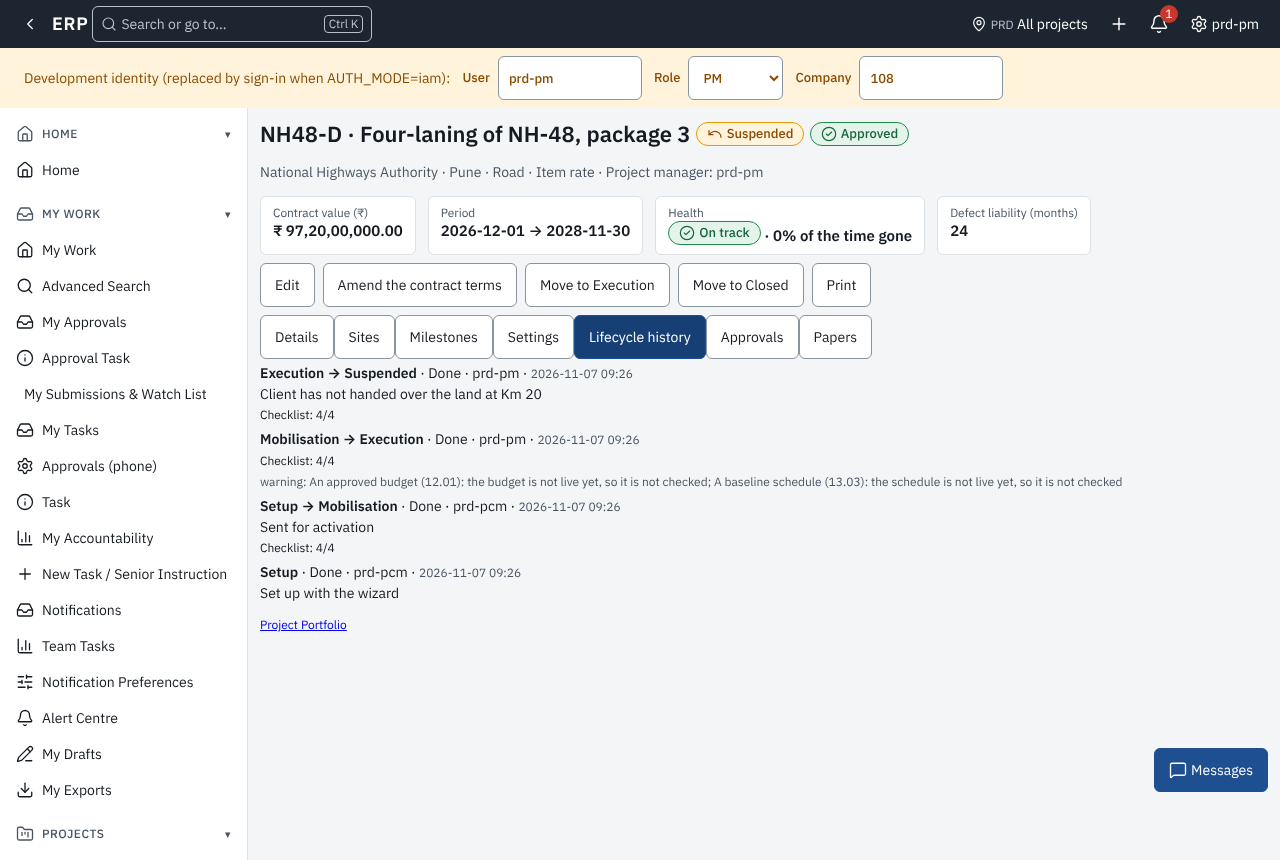 ERP
Search or go to...
Ctrl K
PRD All projects
1
prd-pm
Development identity (replaced by sign-in when AUTH_MODE=iam): User prd-pm Role PM Company 108
HOME
Home
MY WORK
My Work
Advanced Search
My Approvals
Approval Task
My Submissions & Watch List
My Tasks
Approvals (phone)
Task
My Accountability
New Task / Senior Instruction
Notifications
Team Tasks
Notification Preferences
Alert Centre
My Drafts
My Exports
PROJECTS
NH48-D · Four-laning of NH-48, package 3 Suspended Approved
National Highways Authority · Pune · Road · Item rate · Project manager: prd-pm
Contract value (₹)
₹ 97,20,00,000.00
Period
2026-12-01 → 2028-11-30
Health
On track · 0% of the time gone
Defect liability (months)
24
Edit
Amend the contract terms
Move to Execution
Move to Closed
Print
Details
Sites
Milestones
Settings
Lifecycle history
Approvals
Papers
Execution → Suspended · Done · prd-pm · 2026-11-07 09:26
Client has not handed over the land at Km 20
Checklist: 4/4
Mobilisation → Execution · Done · prd-pm · 2026-11-07 09:26
Checklist: 4/4
warning: An approved budget (12.01): the budget is not live yet, so it is not checked; A baseline schedule (13.03): the schedule is not live yet, so it is not checked
Setup → Mobilisation · Done · prd-pcm · 2026-11-07 09:26
Sent for activation
Checklist: 4/4
Setup · Done · prd-pcm · 2026-11-07 09:26
Set up with the wizard
Project Portfolio
Messages